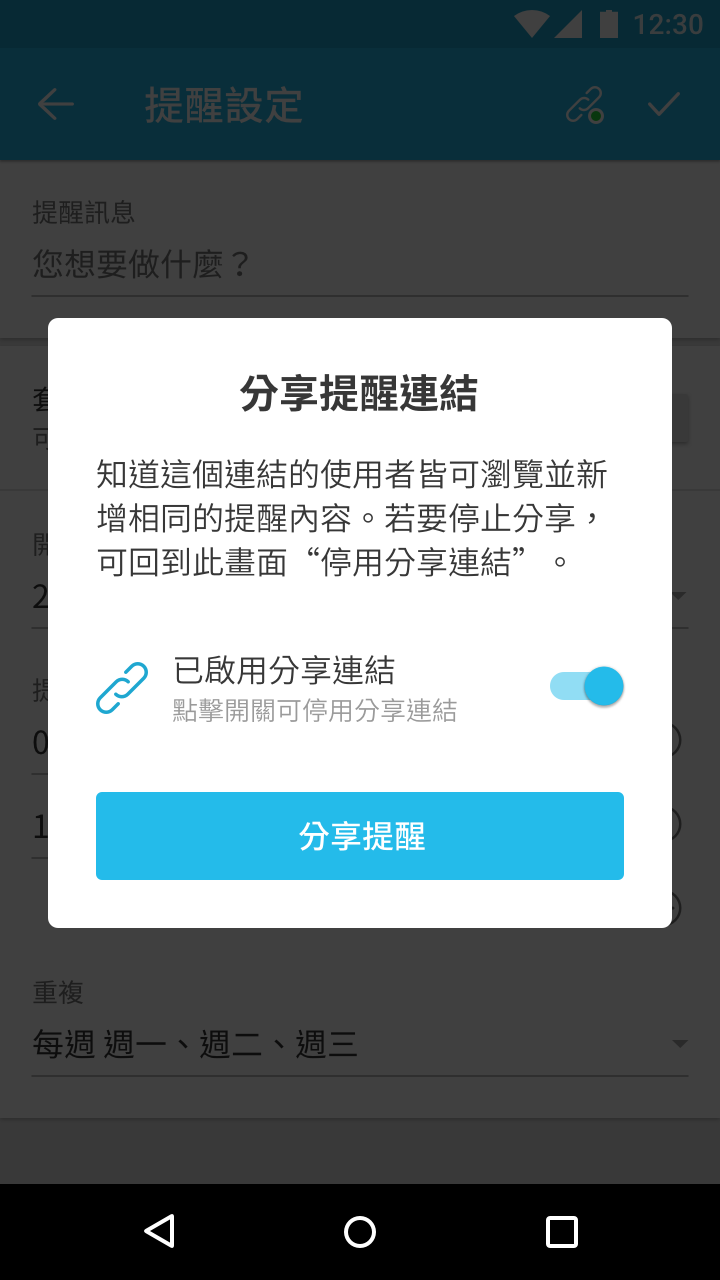 12:30
提醒設定
提醒訊息
您想要做什麼？
分享提醒連結
知道這個連結的使用者皆可瀏覽並新
增相同的提醒內容。若要停止分享，
可回到此畫面“停用分享連結”。
已啟用分享連結
點擊開關可停用分享連結
分享提醒
重複
每週 週一、週二、週三